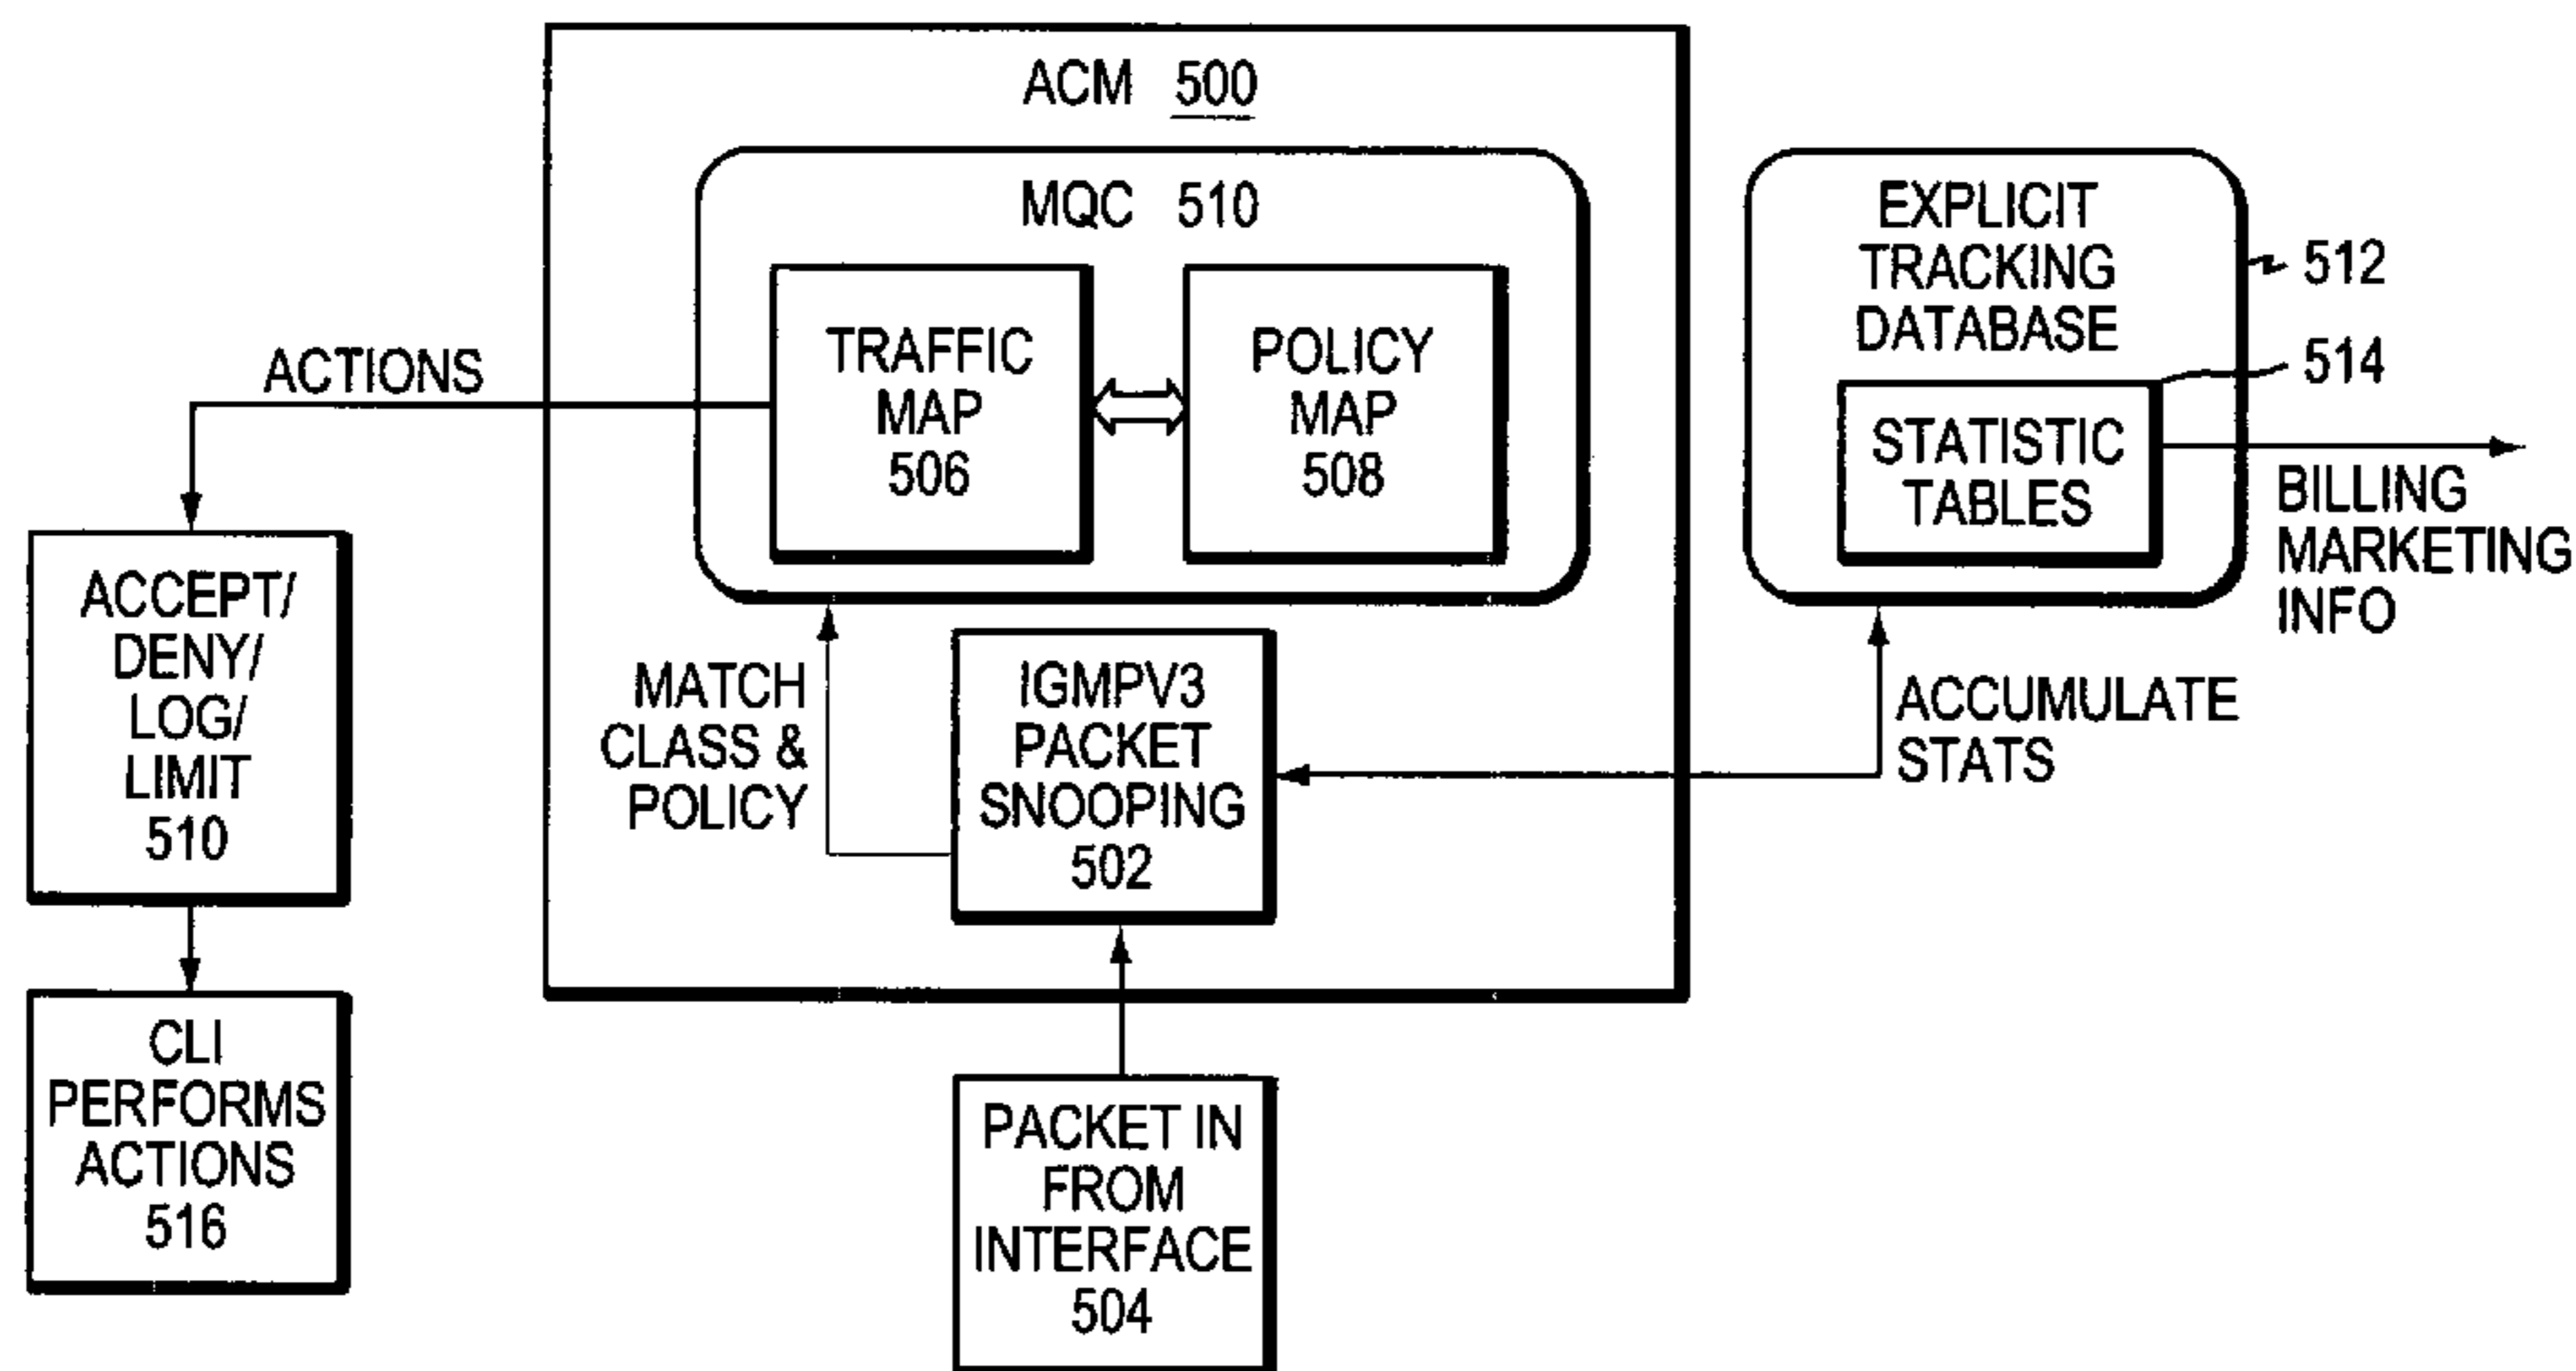 ACM 500
MQC 510
TRAFFIC
MAP
506
POLICY
MAP
508
EXPLICIT
TRACKING
DATABASE
512
514
STATISTIC
TABLES
BILLING
MARKETING
INFO
ACTIONS
ACCEPT/
DENY/
LOG/
LIMIT
510
MATCH
CLASS &
POLICY
IGMPV3
PACKET
SNOOPING
502
ACCUMULATE
STATS
CLI
PERFORMS
ACTIONS
516
PACKET IN
FROM
INTERFACE
504